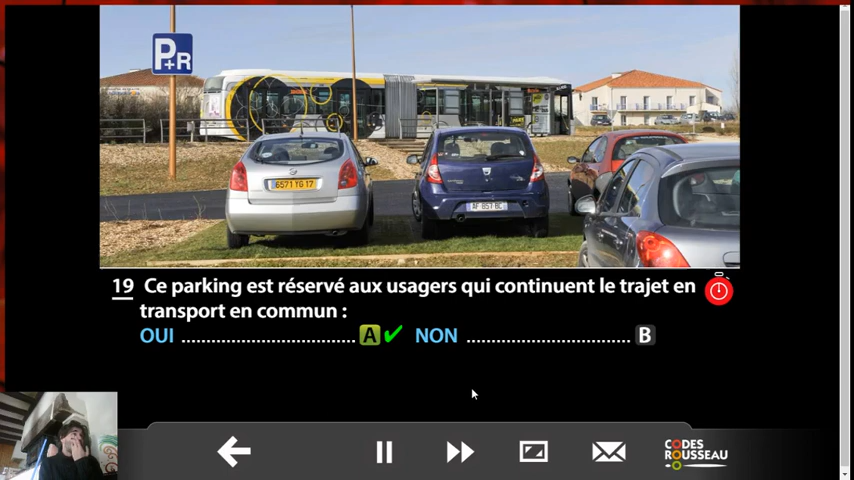 P+R
6571 YG 17
AF 857 BC
19 Ce parking est réservé aux usagers qui continuent le trajet en
transport en commun :
OUI ........................................ A ✔ NON ...................................... B
CODES
ROUSSEAU